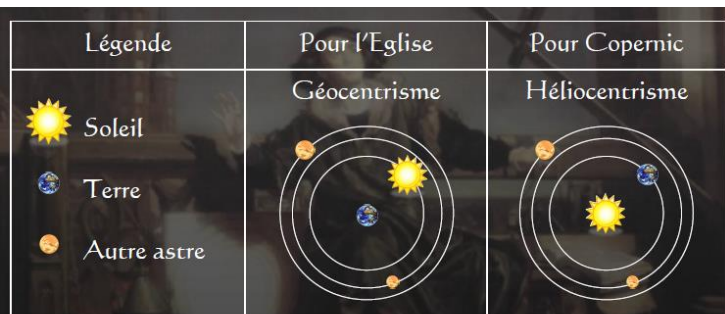 Légende
Pour l'Eglise
Pour Copernic
Géocentrisme
Héliocentrisme
Soleil
Terre
Autre astre